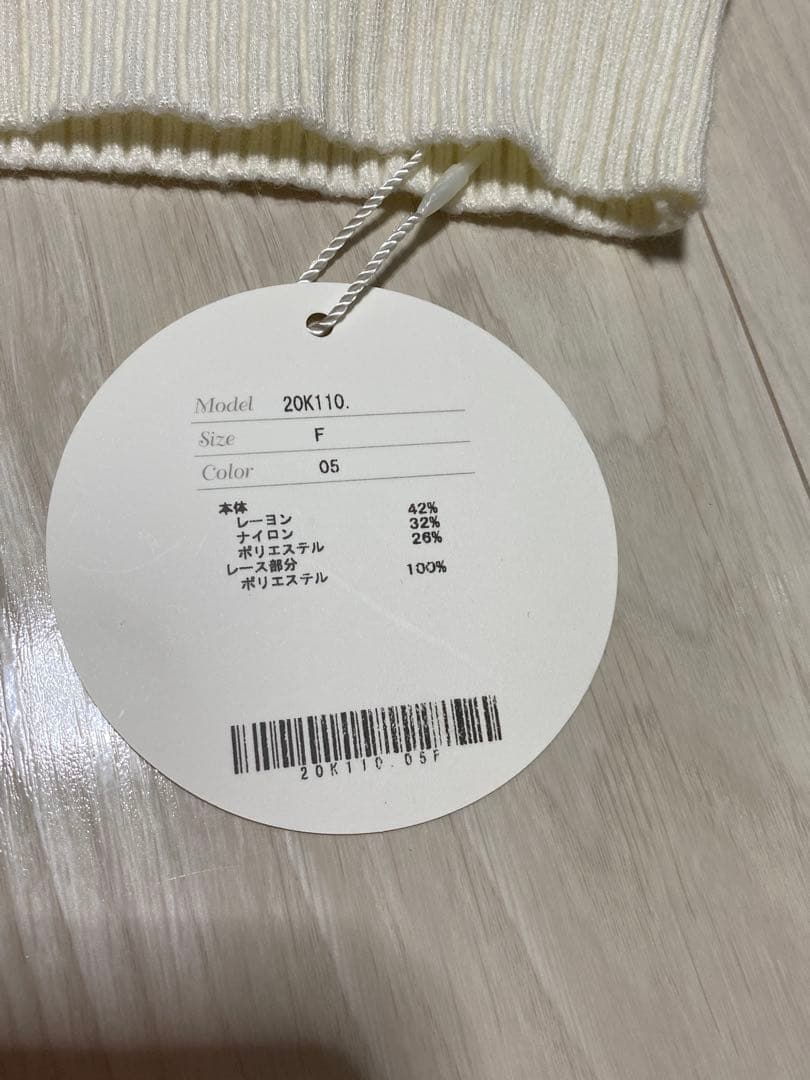 Model 20K110.
Size F
Color 05
本体
レーヨン 42%
ナイロン 32%
ポリエステル 26%
レース部分
ポリエステル 100%
20K110.05F